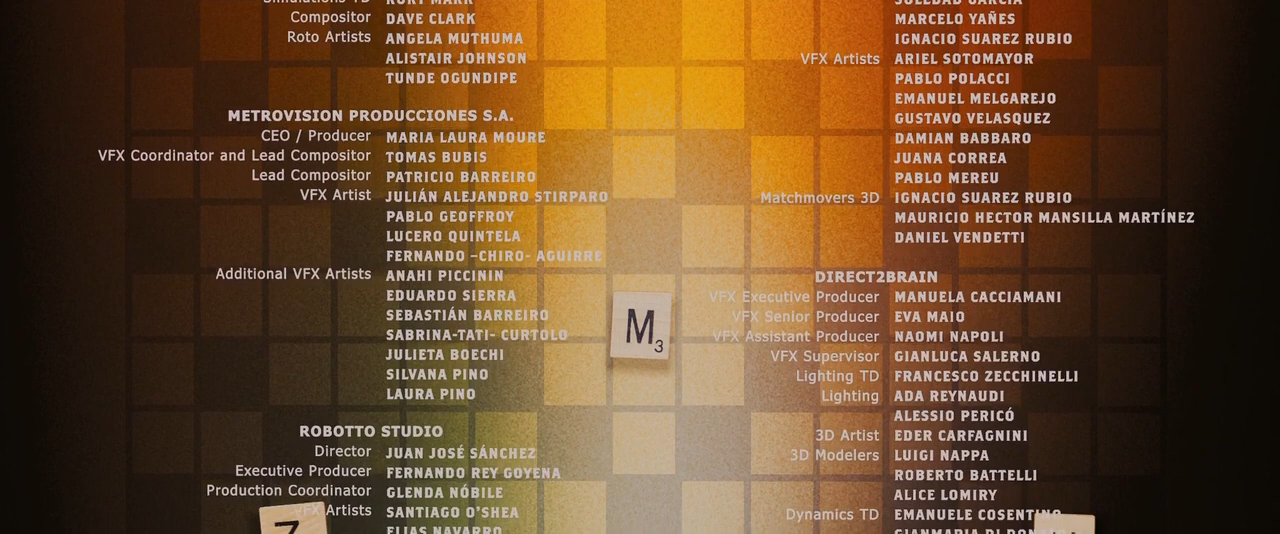 Compositor DAVE CLARK
Roto Artists ANGELA MUTHUMA
ALISTAIR JOHNSON
TUNDE OGUNDIPE
METROVISION PRODUCCIONES S.A.
CEO / Producer MARIA LAURA MOURE
VFX Coordinator and Lead Compositor TOMAS BUBIS
Lead Compositor PATRICIO BARREIRO
VFX Artist JULIÁN ALEJANDRO STIRPARO
PABLO GEOFFROY
LUCERO QUINTELA
FERNANDO –CHIRO- AGUIRRE
Additional VFX Artists ANAHI PICCININ
EDUARDO SIERRA
SEBASTIÁN BARREIRO
SABRINA-TATI- CURTOLO
JULIETA BOECHI
SILVANA PINO
LAURA PINO
ROBOTTO STUDIO
Director JUAN JOSÉ SÁNCHEZ
Executive Producer FERNANDO REY GOYENA
Production Coordinator GLENDA NÓBILE
VFX Artists SANTIAGO O'SHEA
ELIAS NAVARRO
Z
M3
SOLEDAD GARCIA
MARCELO YAÑES
IGNACIO SUAREZ RUBIO
VFX Artists ARIEL SOTOMAYOR
PABLO POLACCI
EMANUEL MELGAREJO
GUSTAVO VELASQUEZ
DAMIAN BABBARO
JUANA CORREA
PABLO MEREU
Matchmovers 3D IGNACIO SUAREZ RUBIO
MAURICIO HECTOR MANSILLA MARTÍNEZ
DANIEL VENDETTI
DIRECT2BRAIN
VFX Executive Producer MANUELA CACCIAMANI
VFX Senior Producer EVA MAIO
VFX Assistant Producer NAOMI NAPOLI
VFX Supervisor GIANLUCA SALERNO
Lighting TD FRANCESCO ZECCHINELLI
Lighting ADA REYNAUDI
ALESSIO PERICÓ
3D Artist EDER CARFAGNINI
3D Modelers LUIGI NAPPA
ROBERTO BATTELLI
ALICE LOMIRY
Dynamics TD EMANUELE COSENTINO